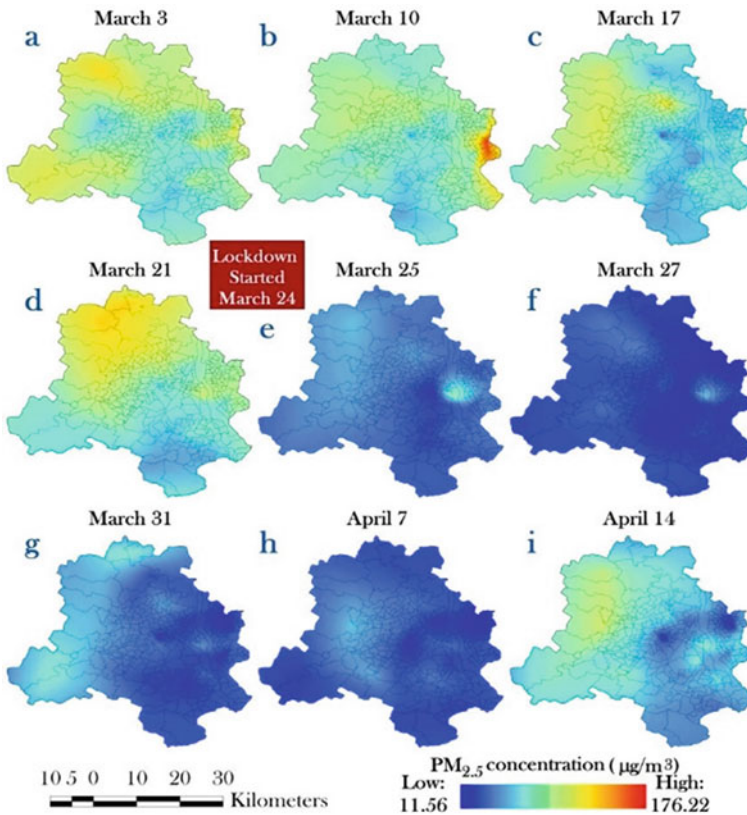 March 3
March 10
March 17
a
b
c
March 21
Lockdown
Started
March 24
March 25
March 27
d
e
f
March 31
April 7
April 14
g
h
i
10 5 0 10 20 30
Kilometers
PM2.5 concentration ( µg/m³)
Low:
11.56
High:
176.22